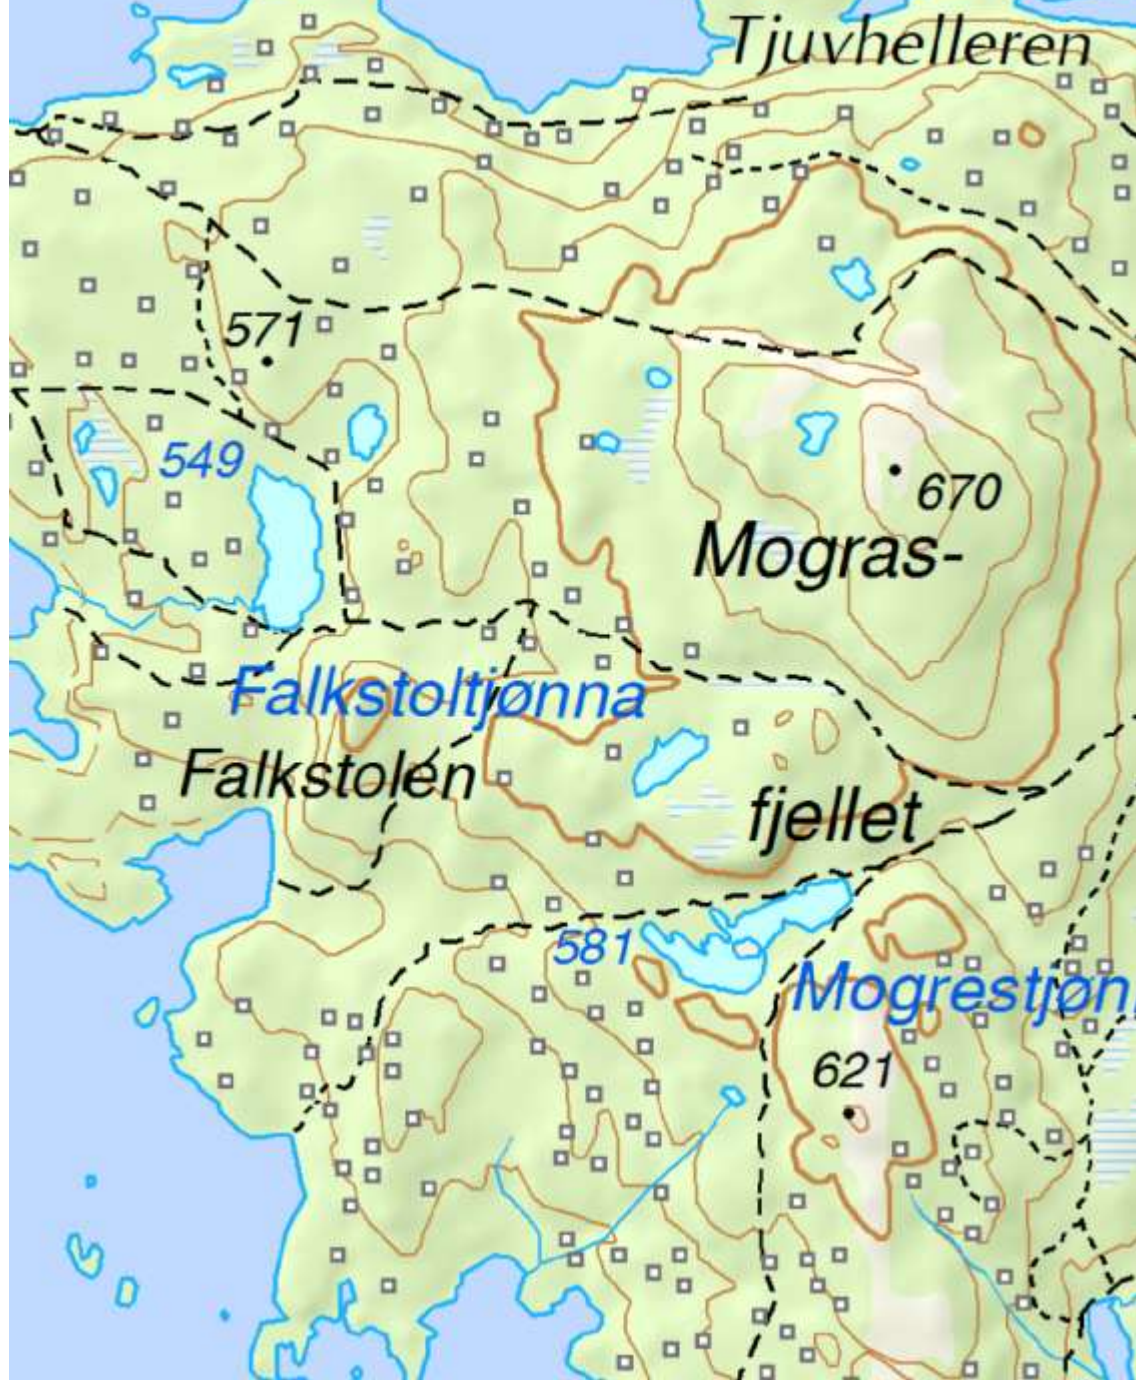 Tjuvhelleren
571
549
670
Mogras-
Falkstoltjønna
Falkstolen
fjellet
581
Mogrestjøn
621